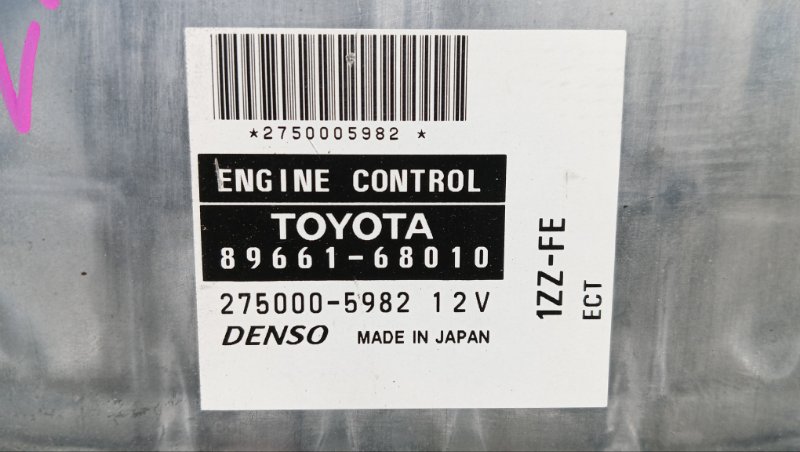 *2750005982 *
ENGINE CONTROL
TOYOTA
89661-68010
275000-5982 12V
DENSO MADE IN JAPAN
1ZZ-FE
ECT